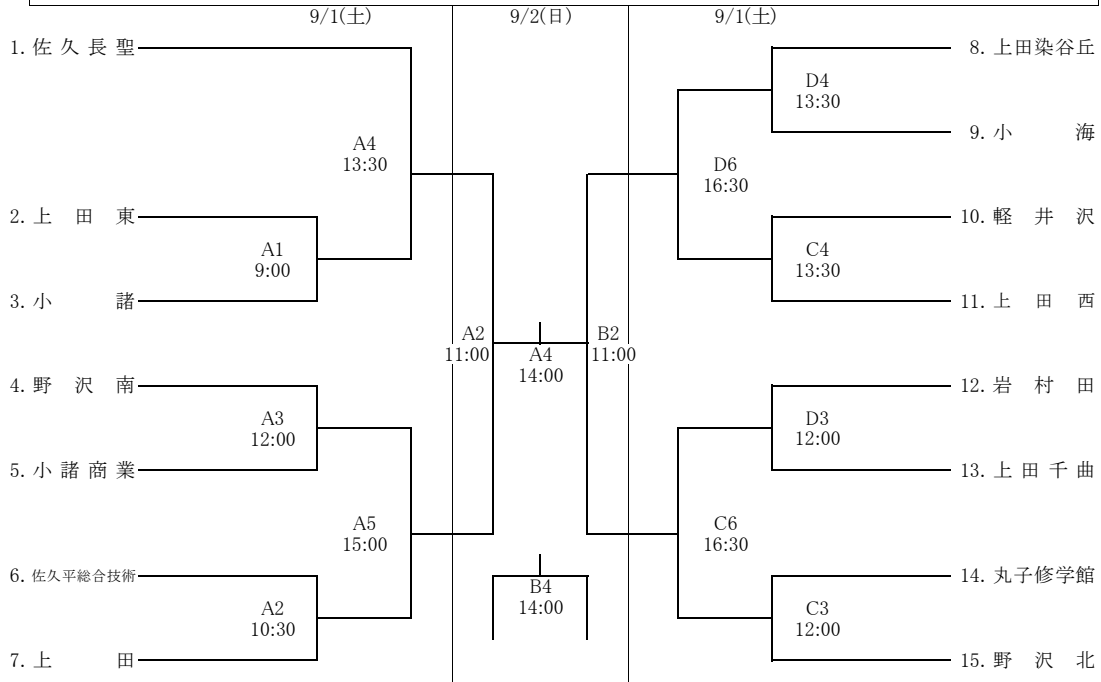 9/1(土) 9/2(日) 9/1(土)
1. 佐久長聖
A4
13:30
2. 上田東
A1
9:00
3. 小諸
A2
11:00
4. 野沢南
A3
12:00
5. 小諸商業
A5
15:00
6. 佐久平総合技術
A2
10:30
7. 上田
A4
14:00
B4
14:00
8. 上田染谷丘
D4
13:30
9. 小海
D6
16:30
10. 軽井沢
C4
13:30
11. 上田西
B2
11:00
12. 岩村田
D3
12:00
13. 上田千曲
C6
16:30
14. 丸子修学館
C3
12:00
15. 野沢北